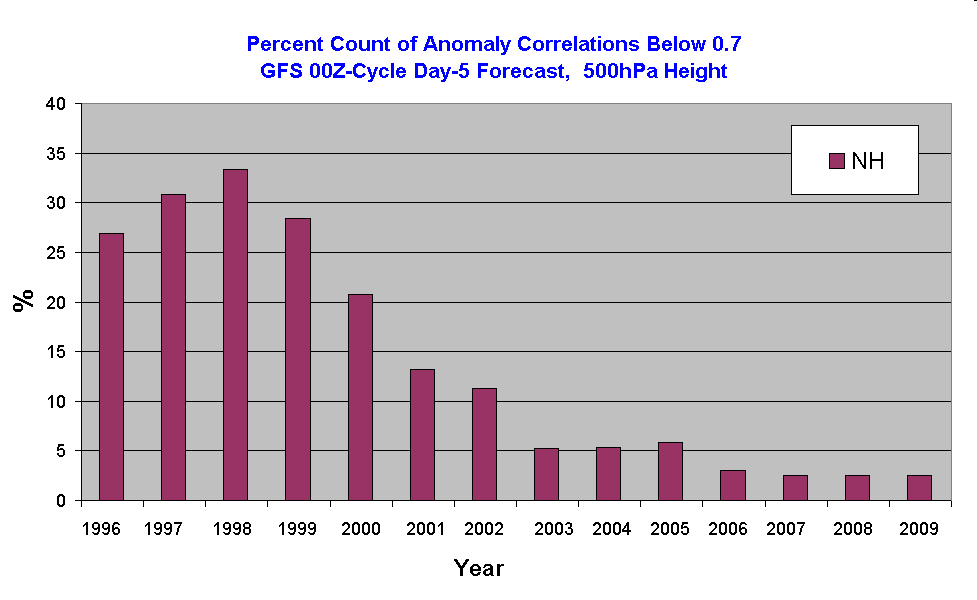 Percent Count of Anomaly Correlations Below 0.7
GFS 00Z-Cycle Day-5 Forecast,  500hPa Height
40
35
30
25
20
15
10
5
0
%
NH
1996 1997 1998 1999 2000 2001 2002 2003 2004 2005 2006 2007 2008 2009
Year